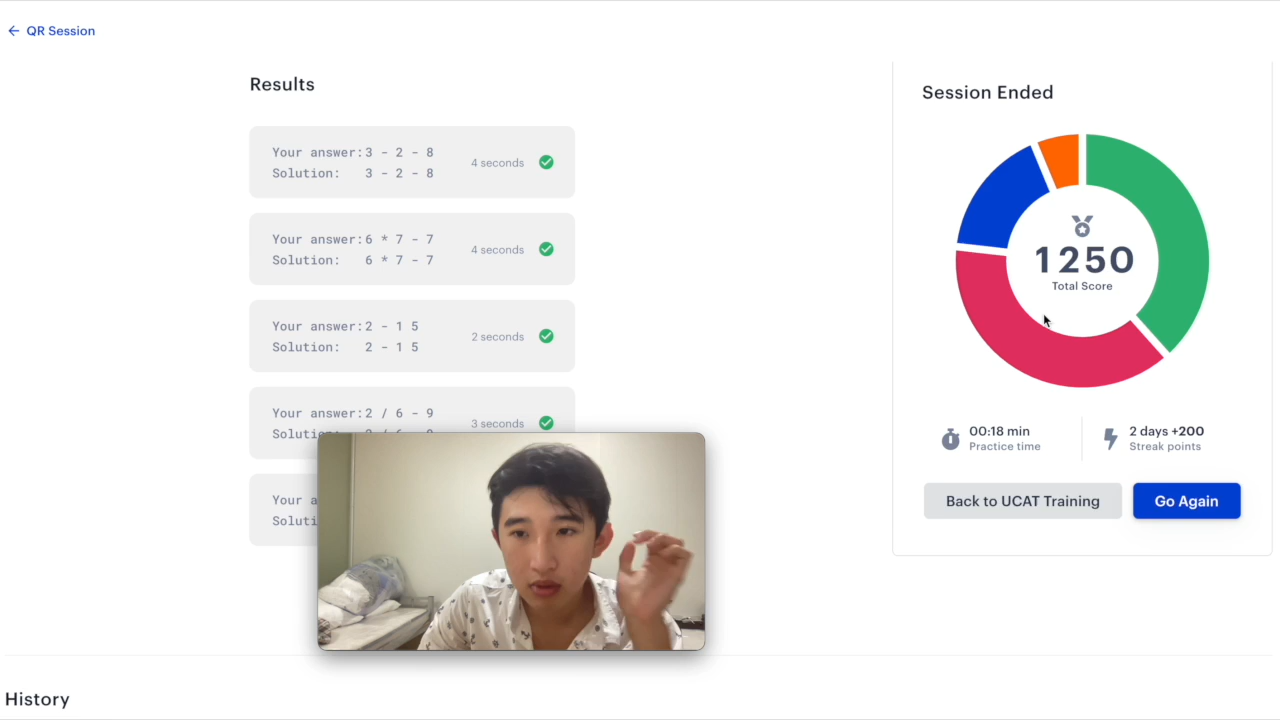 QR Session
Results
Your answer:3 - 2 - 8
Solution: 3 - 2 - 8
4 seconds
Your answer:6 * 7 - 7
Solution: 6 * 7 - 7
4 seconds
Your answer:2 - 1 5
Solution: 2 - 1 5
2 seconds
Your answer:2 / 6 - 9
3 seconds
Your
Session Ended
1250
Total Score
00:18 min
Practice time
2 days +200
Streak points
Back to UCAT Training
Go Again
History